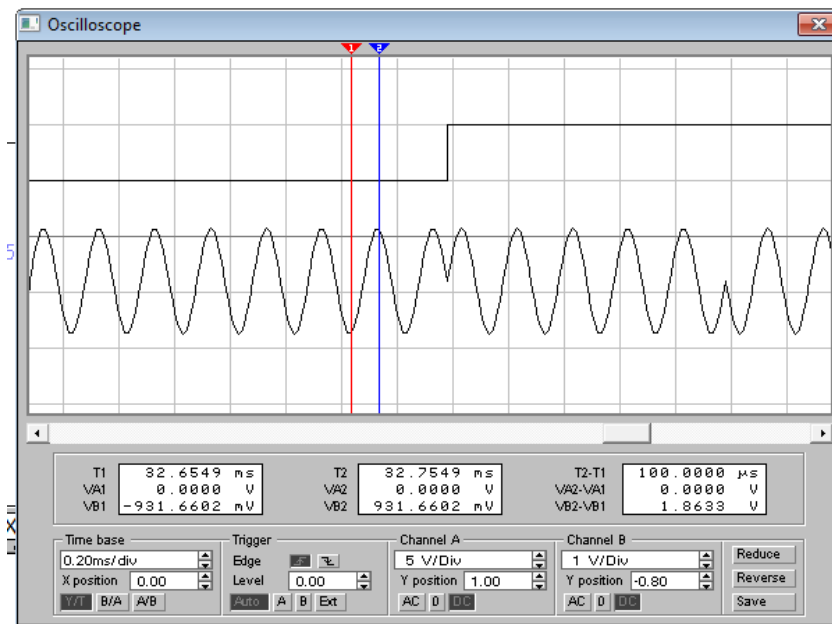 Oscilloscope
1 2
5
T1 32.6549 ms T2 32.7549 ms T2-T1 100.0000 µs
VA1 0.0000 V VA2 0.0000 V VA2-VA1 0.0000 V
VB1 -931.6602 mV VB2 931.6602 mV VB2-VB1 1.8633 V
X
Time base Trigger Channel A Channel B
0.20ms/div Edge 5 V/Div 1 V/Div Reduce
X position 0.00 Level 0.00 Y position 1.00 Y position -0.80 Reverse
Y/T B/A A/B Auto A B Ext AC 0 DC AC 0 DC Save